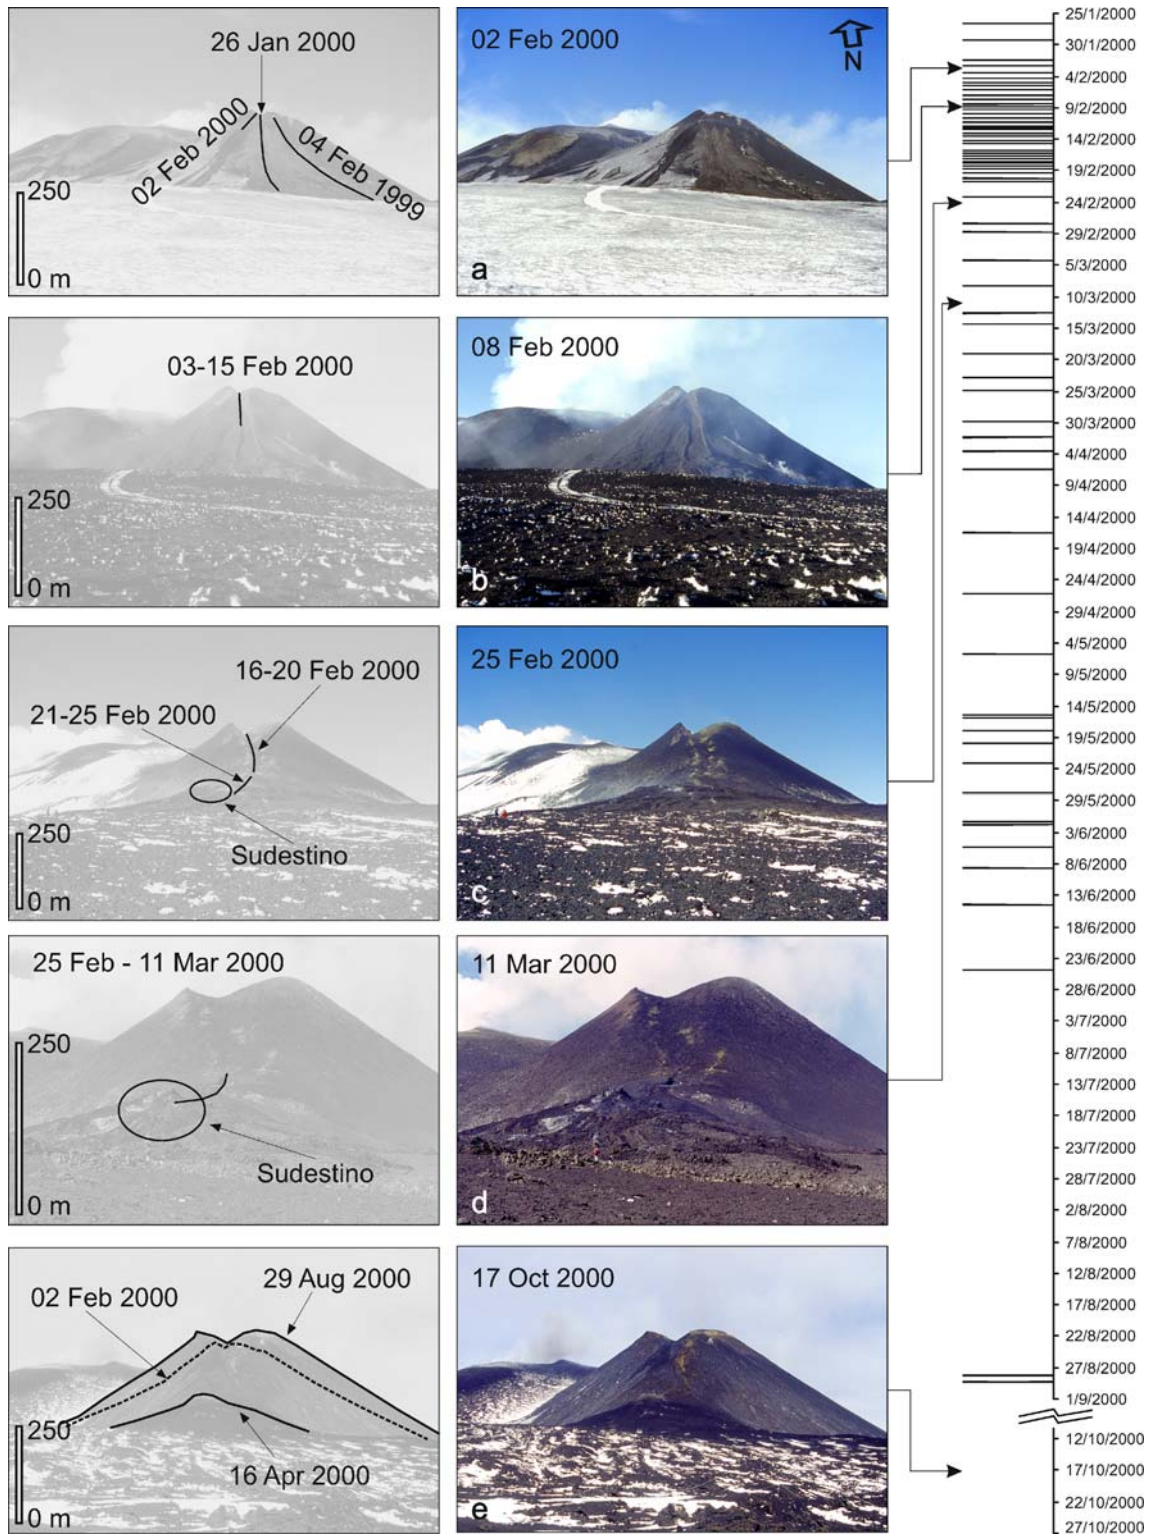 26 Jan 2000
02 Feb 2000
04 Feb 1999
250
0 m
02 Feb 2000
N
a
03-15 Feb 2000
250
0 m
08 Feb 2000
b
16-20 Feb 2000
21-25 Feb 2000
Sudestino
250
0 m
25 Feb 2000
c
25 Feb - 11 Mar 2000
250
Sudestino
0 m
11 Mar 2000
d
29 Aug 2000
02 Feb 2000
250
16 Apr 2000
0 m
17 Oct 2000
e
25/1/2000
30/1/2000
4/2/2000
9/2/2000
14/2/2000
19/2/2000
24/2/2000
29/2/2000
5/3/2000
10/3/2000
15/3/2000
20/3/2000
25/3/2000
30/3/2000
4/4/2000
9/4/2000
14/4/2000
19/4/2000
24/4/2000
29/4/2000
4/5/2000
9/5/2000
14/5/2000
19/5/2000
24/5/2000
29/5/2000
3/6/2000
8/6/2000
13/6/2000
18/6/2000
23/6/2000
28/6/2000
3/7/2000
8/7/2000
13/7/2000
18/7/2000
23/7/2000
28/7/2000
2/8/2000
7/8/2000
12/8/2000
17/8/2000
22/8/2000
27/8/2000
1/9/2000
12/10/2000
17/10/2000
22/10/2000
27/10/2000